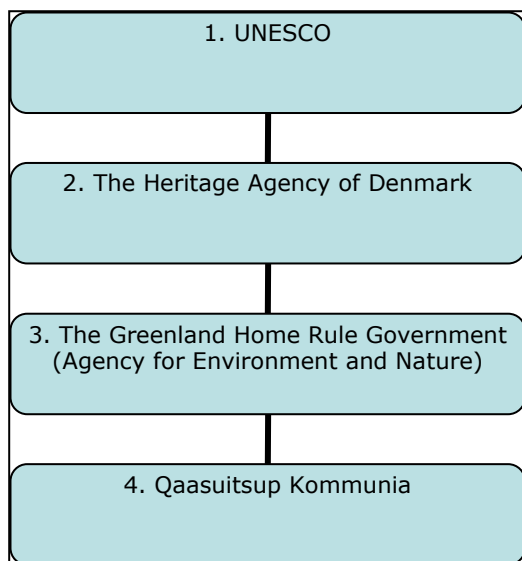 1. UNESCO
2. The Heritage Agency of Denmark
3. The Greenland Home Rule Government
(Agency for Environment and Nature)
4. Qaasuitsup Kommunia